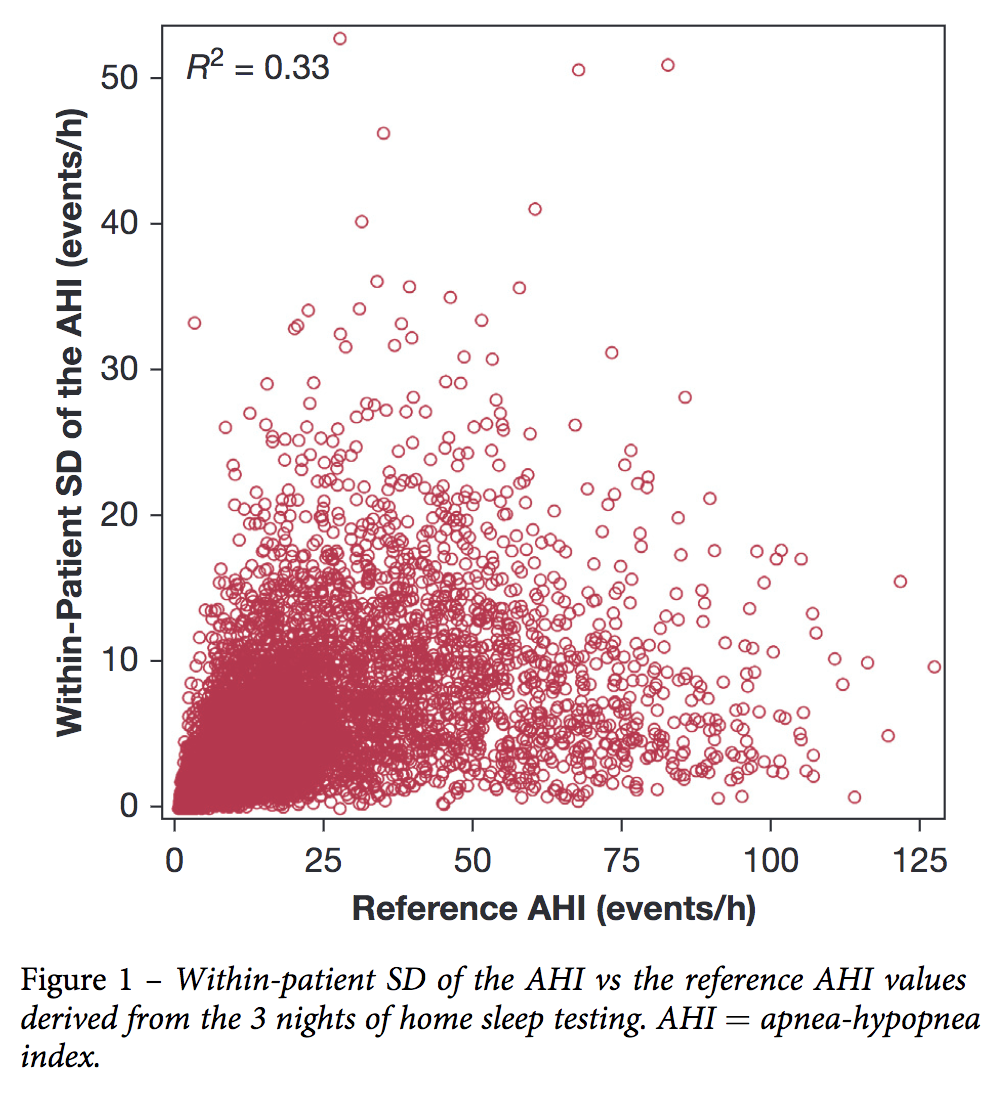 R² = 0.33
50
40
30
20
10
0
Within-Patient SD of the AHI (events/h)
0 25 50 75 100 125
Reference AHI (events/h)
Figure 1 – Within-patient SD of the AHI vs the reference AHI values
derived from the 3 nights of home sleep testing. AHI = apnea-hypopnea
index.